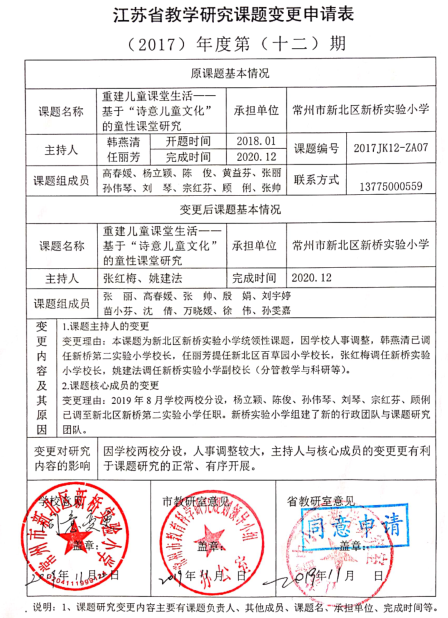 江苏省教学研究课题变更申请表
（2017）年度第（十二）期
原课题基本情况
课题名称
重建儿童课堂生活——
基于“诗意儿童文化”
的童性课堂研究
承担单位
常州市新北区新桥实验小学
主持人
韩燕清
任丽芳
开题时间
2018.01
完成时间
2020.12
课题编号
2017JK12-ZA07
课题组成员
高春媛、杨立颖、陈　俊、黄益芬、张丽
孙伟琴、刘　琴、宗红芬、顾　俐、张帅
联系方式
13775000559
变更后课题基本情况
课题名称
重建儿童课堂生活——
基于“诗意儿童文化”
的童性课堂研究
承担单位
常州市新北区新桥实验小学
主持人
张红梅、姚建法
完成时间
2020.12
课题组成员
张　丽、高春媛、张　帅、殷　娟、刘宇婷
苗小芬、沈　倩、万晓媛、徐　伟、孙雯嘉
变更内容及其原因
1.课题主持人的变更
变更理由：本课题为新北区新桥实验小学统领性课题，因学校人事调整，韩燕清已调
任新桥第二实验小学校长，任丽芳提任新北区百草园小学校长，张红梅调任新桥实验
小学校长，姚建法调任新桥实验小学副校长（分管教学与科研等）。
2.课题核心成员的变更
变更理由：2019年8月学校两校分设，杨立颖、陈俊、孙伟琴、刘琴、宗红芬、顾俐
已调至新北区新桥第二实验小学任职。新桥实验小学组建了新的行政团队与课题研究
团队。
变更对研究
内容的影响
因学校两校分设，人事调整较大，主持人与核心成员的变更更有利
于课题研究的正常、有序开展。
学校意见
盖章：
2019年11月　日
常州市新北区新桥实验小学
市教研室意见
盖章：
2019年11月　日
办公室
省教研室意见
同意申请
盖章：
2019年11月　日
说明：1、课题研究变更内容主要有课题负责人、其他成员、课题名、承担单位、完成时间等。